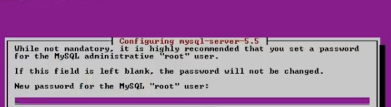 Configuring mysql-server-5.5
While not mandatory, it is highly recommended that you set a password
for the MySQL administrative "root" user.
If this field is left blank, the password will not be changed.
New password for the MySQL "root" user: